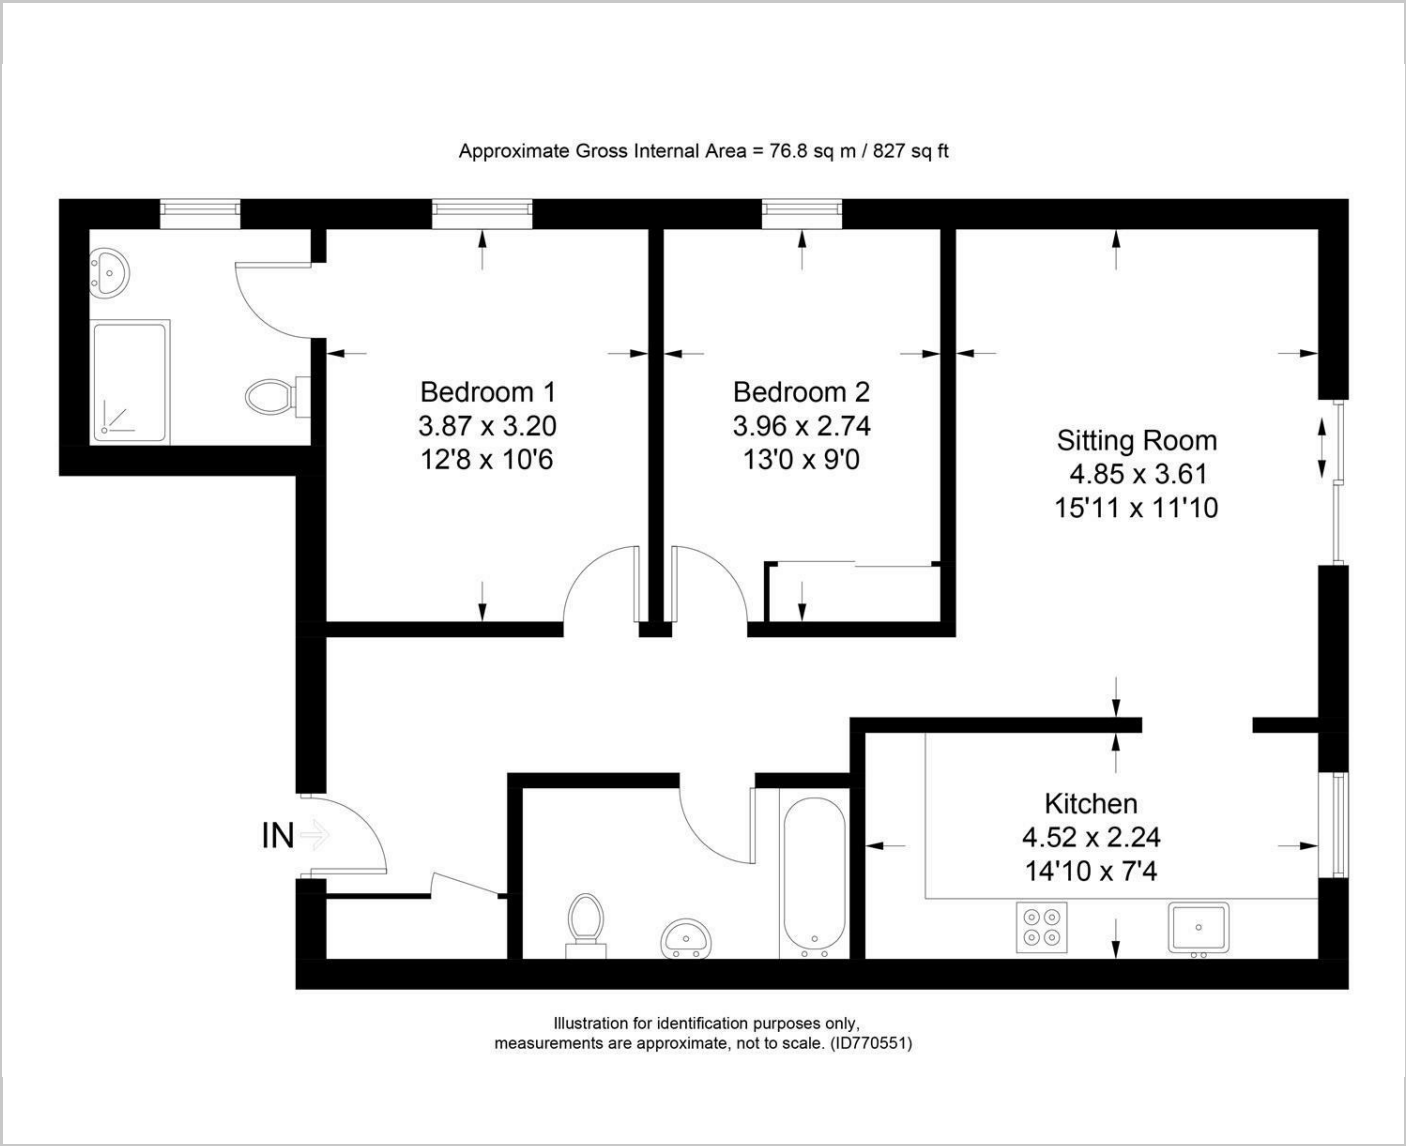 Approximate Gross Internal Area = 76.8 sq m / 827 sq ft
Bedroom 1
3.87 x 3.20
12'8 x 10'6
Bedroom 2
3.96 x 2.74
13'0 x 9'0
Sitting Room
4.85 x 3.61
15'11 x 11'10
Kitchen
4.52 x 2.24
14'10 x 7'4
IN
Illustration for identification purposes only,
measurements are approximate, not to scale. (ID770551)